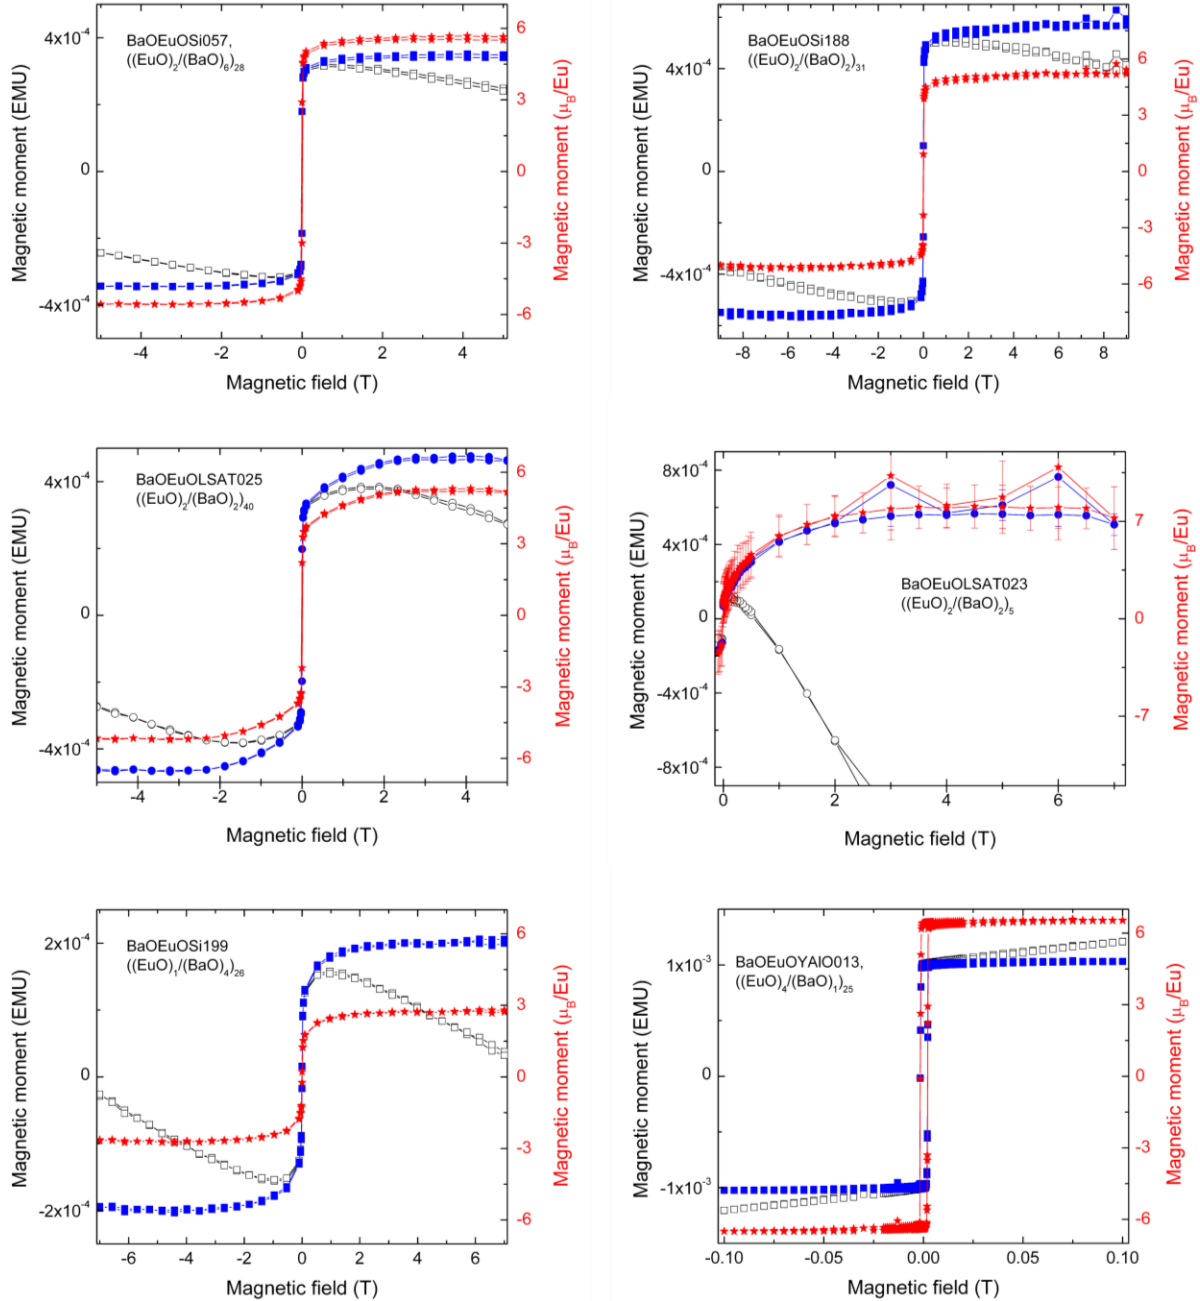 BaOEuOSi057,
((EuO)₂/(BaO)₆)₂₈
Magnetic moment (EMU)
4x10⁻⁴
0
-4x10⁻⁴
-4 -2 0 2 4
Magnetic field (T)
6
3
0
-3
-6
Magnetic moment (μ_B/Eu)
BaOEuOSi188
((EuO)₂/(BaO)₂)₃₁
Magnetic moment (EMU)
4x10⁻⁴
0
-4x10⁻⁴
-8 -6 -4 -2 0 2 4 6 8
Magnetic field (T)
6
3
0
-3
-6
Magnetic moment (μ_B/Eu)
BaOEuOLSAT025
((EuO)₂/(BaO)₂)₄₀
Magnetic moment (EMU)
4x10⁻⁴
0
-4x10⁻⁴
-4 -2 0 2 4
Magnetic field (T)
6
3
0
-3
-6
Magnetic moment (μ_B/Eu)
BaOEuOLSAT023
((EuO)₂/(BaO)₂)₅
Magnetic moment (EMU)
8x10⁻⁴
4x10⁻⁴
0
-4x10⁻⁴
-8x10⁻⁴
0 2 4 6
Magnetic field (T)
7
0
-7
Magnetic moment (μ_B/Eu)
BaOEuOSi199
((EuO)₁/(BaO)₄)₂₆
Magnetic moment (EMU)
2x10⁻⁴
0
-2x10⁻⁴
-6 -4 -2 0 2 4 6
Magnetic field (T)
6
3
0
-3
-6
Magnetic moment (μ_B/Eu)
BaOEuOYAlO013,
((EuO)₄/(BaO)₁)₂₅
Magnetic moment (EMU)
1x10⁻³
0
-1x10⁻³
-0.10 -0.05 0.00 0.05 0.10
Magnetic field (T)
6
3
0
-3
-6
Magnetic moment (μ_B/Eu)